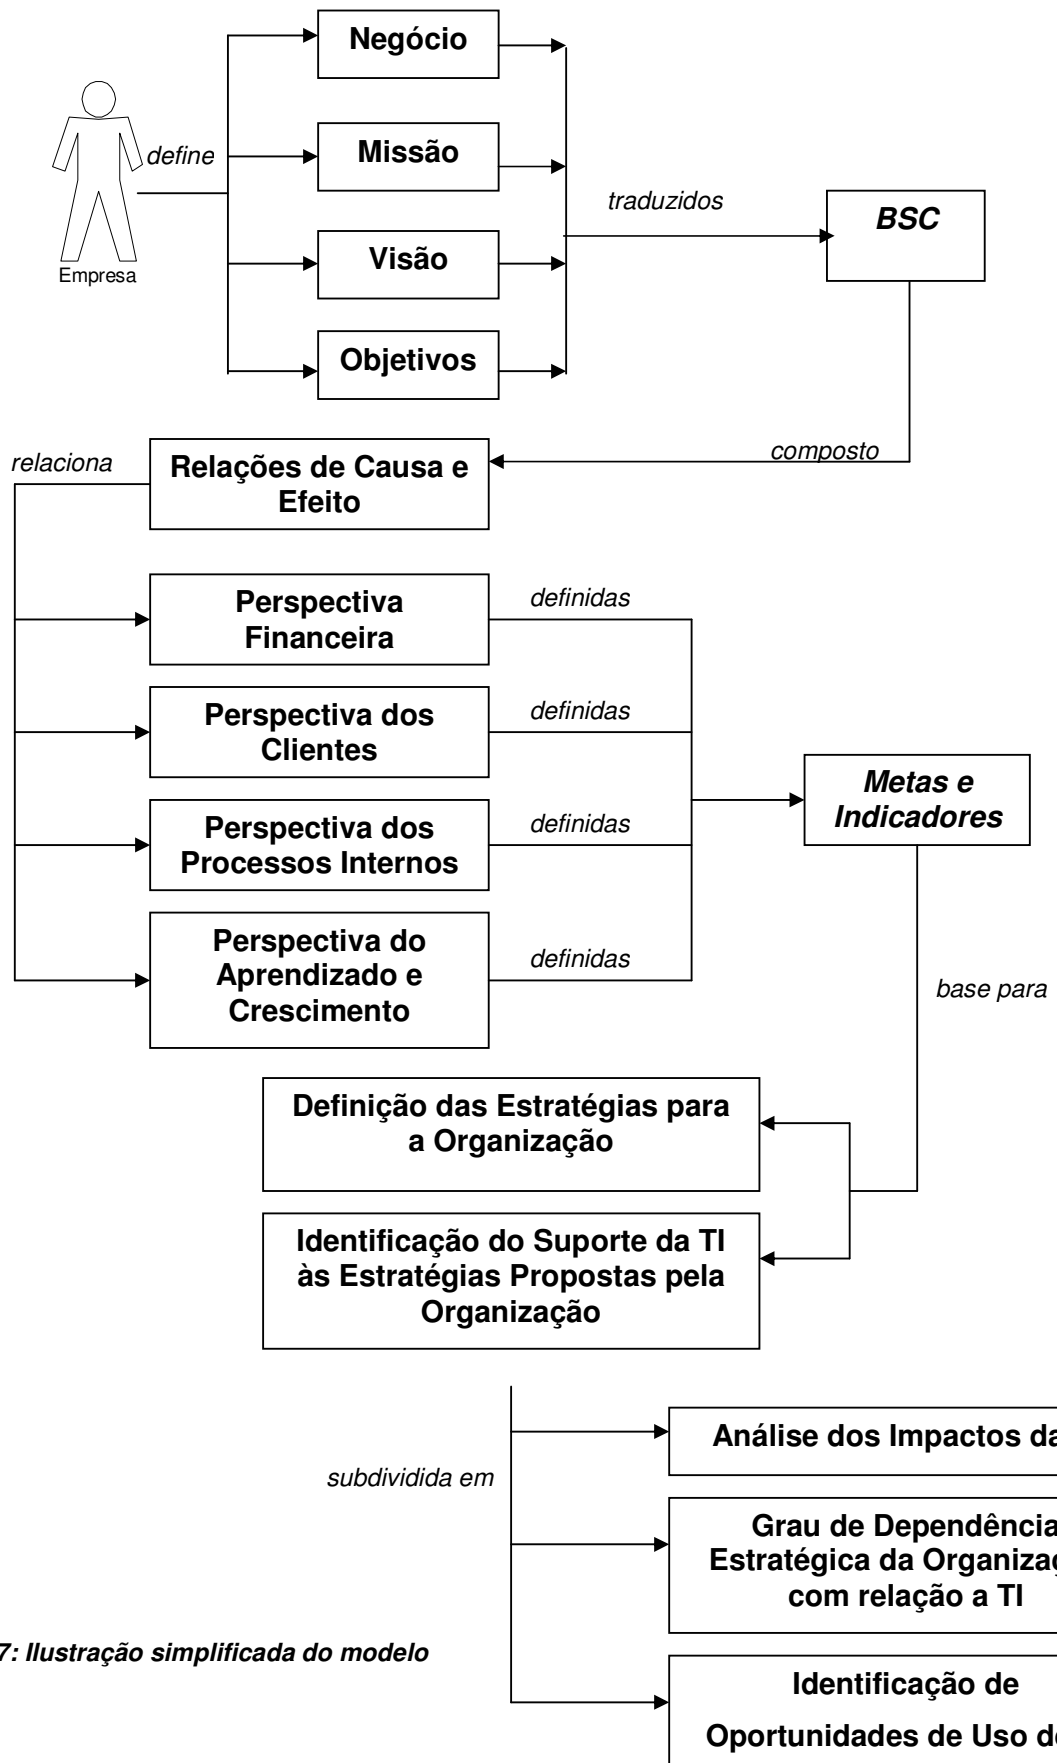 Negócio
define
Missão
traduzidos
BSC
Visão
Empresa
Objetivos
relaciona
Relações de Causa e
Efeito
composto
Perspectiva
Financeira
definidas
Perspectiva dos
Clientes
definidas
Metas e
Indicadores
Perspectiva dos
Processos Internos
definidas
Perspectiva do
Aprendizado e
Crescimento
definidas
base para
Definição das Estratégias para
a Organização
Identificação do Suporte da TI
às Estratégias Propostas pela
Organização
Análise dos Impactos da
subdividida em
Grau de Dependência
Estratégica da
com relação a TI
7: Ilustração simplificada do modelo
Identificação de
Oportunidades de Uso